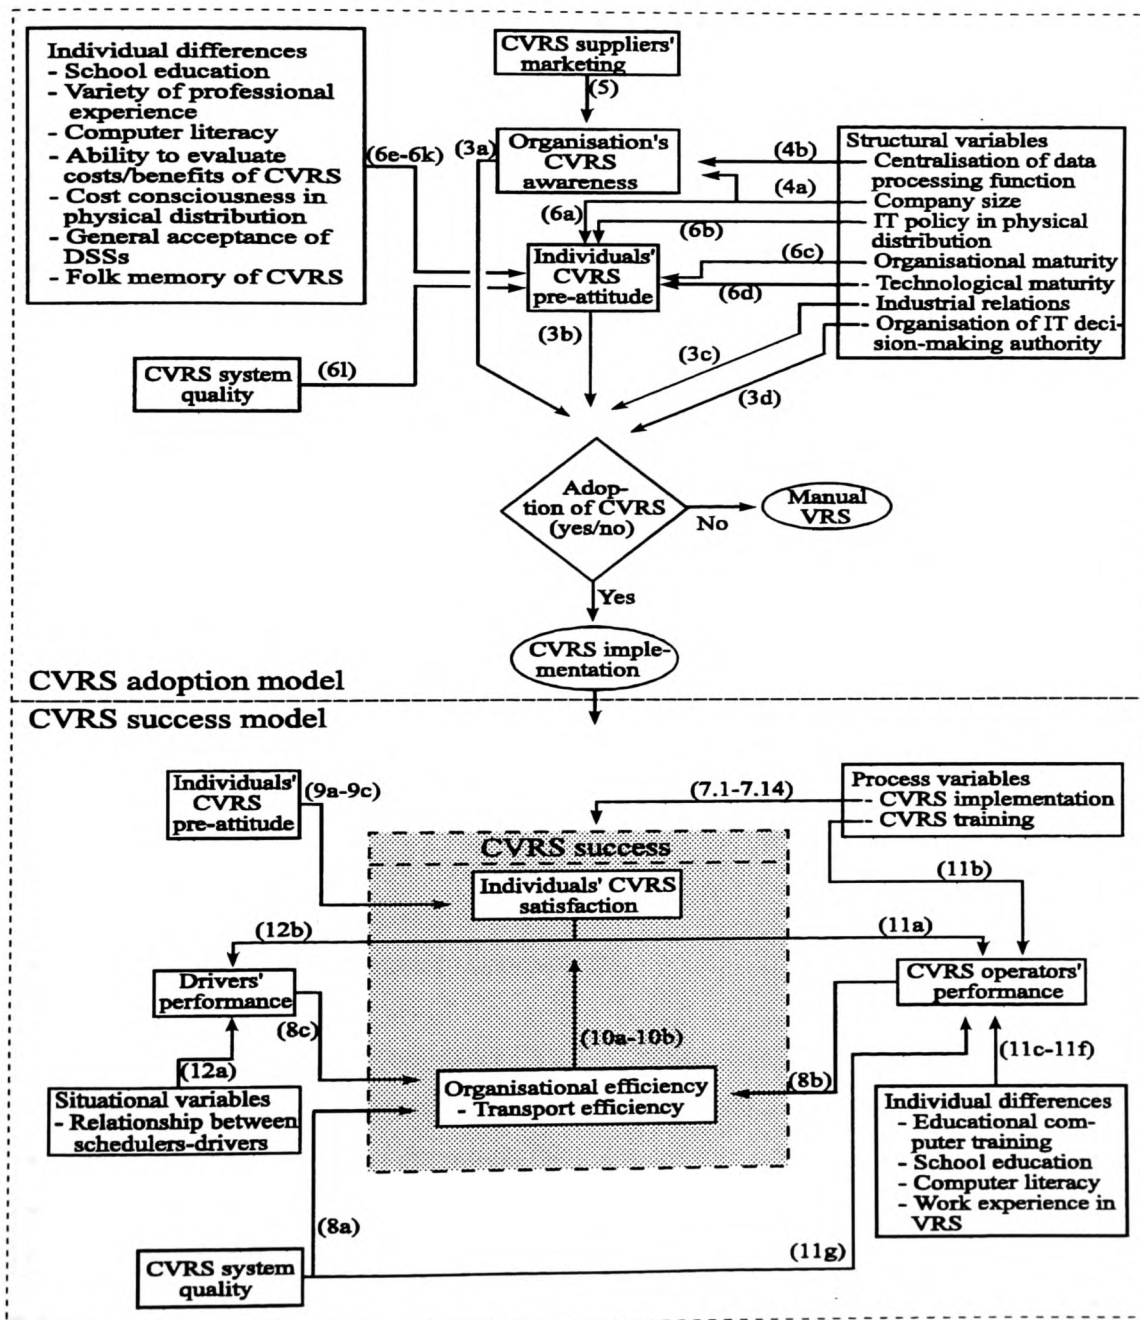 Individual differences
- School education
- Variety of professional
experience
- Computer literacy
- Ability to evaluate
costs/benefits of CVRS
- Cost consciousness in
physical distribution
- General acceptance of
DSSs
- Folk memory of CVRS
(6e-6k)
CVRS suppliers'
marketing
(5)
(3a)
Organisation's
CVRS
awareness
(4b)
(4a)
Structural variables
- Centralisation of data
processing function
- Company size
- IT policy in physical
distribution
- Organisational maturity
- Technological maturity
- Industrial relations
- Organisation of IT deci-
sion-making authority
(6a)
(6b)
(6c)
(6d)
Individuals'
CVRS
pre-attitude
(3b)
(3c)
(3d)
CVRS system
quality
(6l)
Adop-
tion of CVRS
(yes/no)
No
Manual
VRS
Yes
CVRS imple-
mentation
CVRS adoption model
CVRS success model
Individuals'
CVRS
pre-attitude
(9a-9c)
(7.1-7.14)
Process variables
- CVRS implementation
- CVRS training
CVRS success
Individuals' CVRS
satisfaction
(11b)
(12b)
(11a)
Drivers'
performance
CVRS operators'
performance
(8c)
(10a-10b)
(11c-11f)
(12a)
(8b)
Situational variables
- Relationship between
schedulers-drivers
Organisational efficiency
- Transport efficiency
Individual differences
- Educational com-
puter training
- School education
- Computer literacy
- Work experience in
VRS
(8a)
(11g)
CVRS system
quality